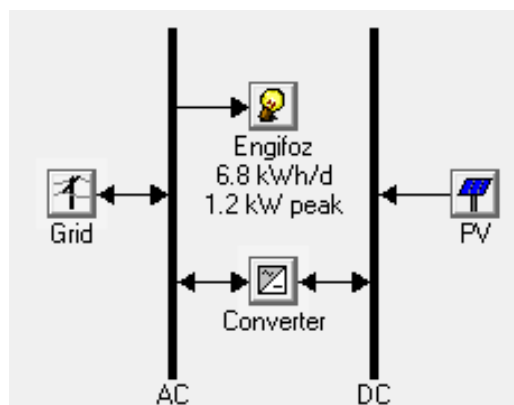 Engifoz
6.8 kWh/d
1.2 kW peak
Grid
PV
Converter
AC
DC